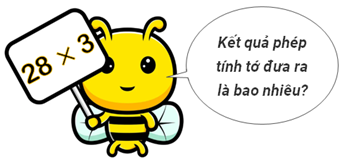 28 × 3
Kết quả phép
tính tớ đưa ra
là bao nhiêu?